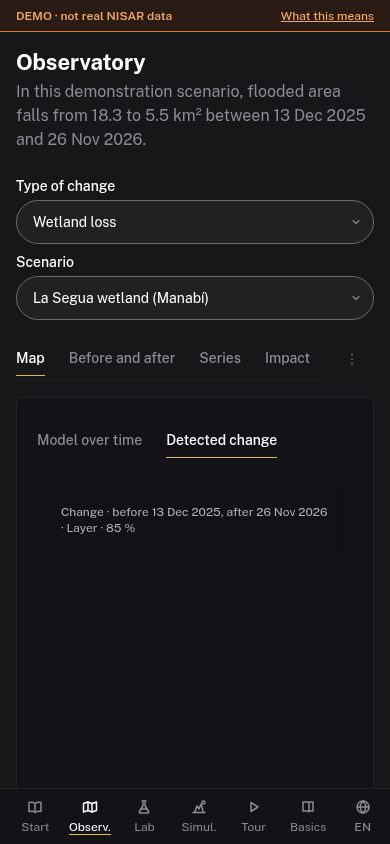 DEMO · not real NISAR data
What this means
Observatory
In this demonstration scenario, flooded area
falls from 18.3 to 5.5 km² between 13 Dec 2025
and 26 Nov 2026.
Type of change
Wetland loss
Scenario
La Segua wetland (Manabí)
Map
Before and after
Series
Impact
Model over time
Detected change
Change · before 13 Dec 2025, after 26 Nov 2026
· Layer · 85 %
Start
Observ.
Lab
Simul.
Tour
Basics
EN